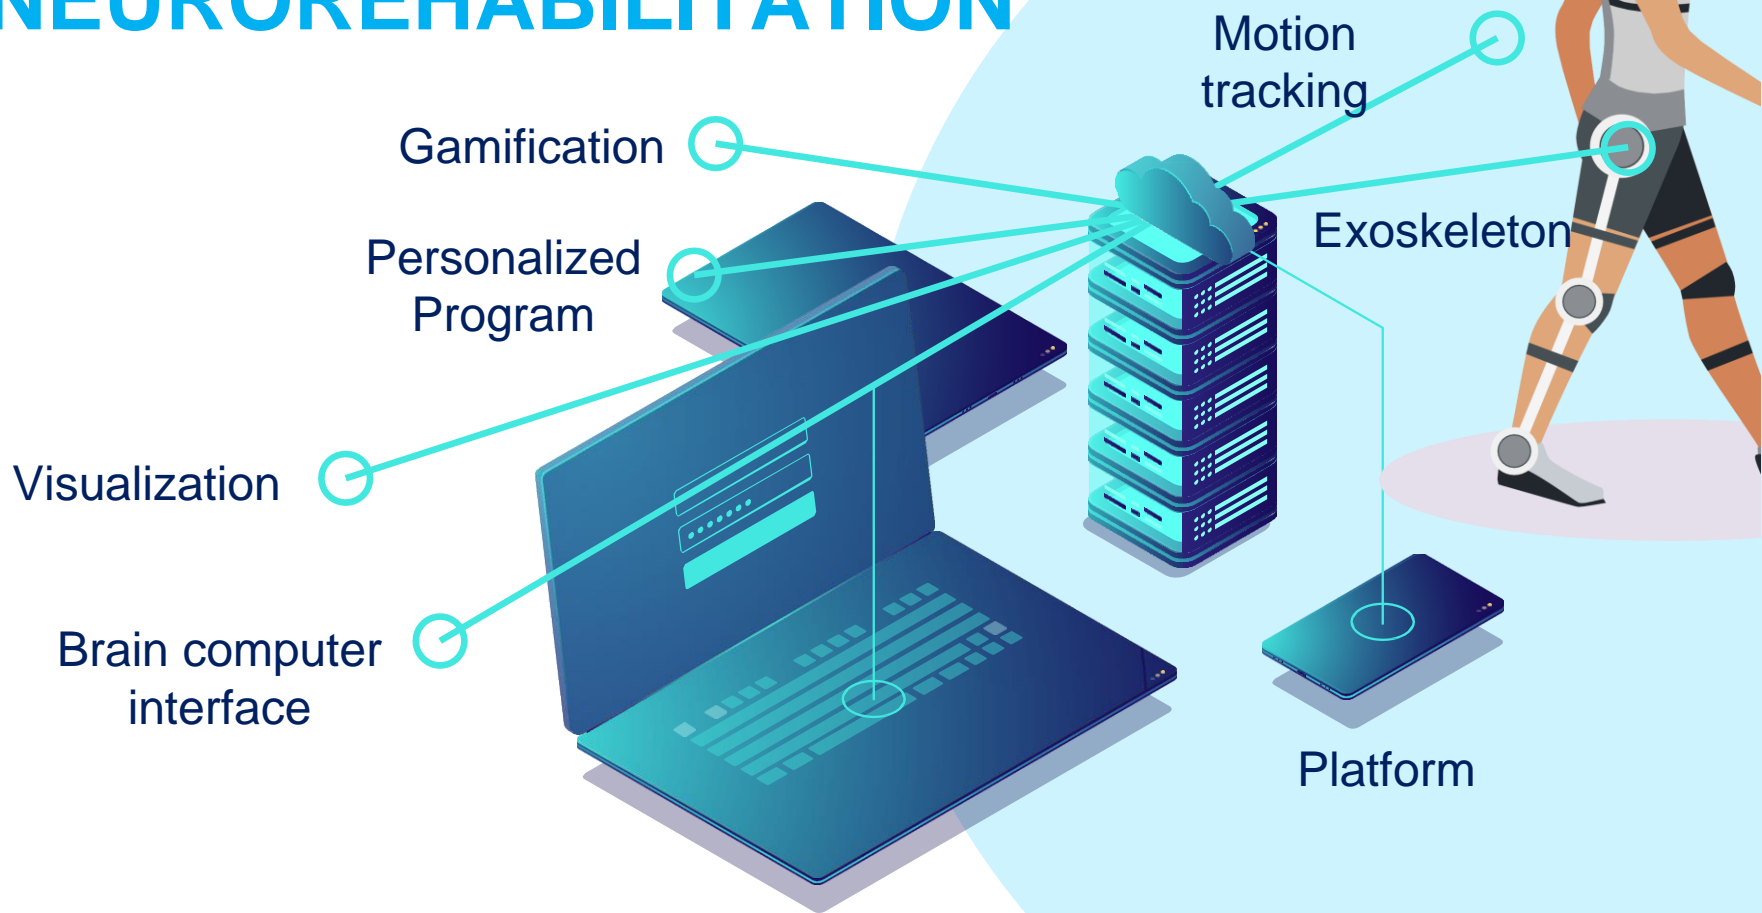 NEUROREHABILITATION
Motion
tracking
Gamification
Personalized
Program
Exoskeleton
Visualization
Brain computer
interface
Platform